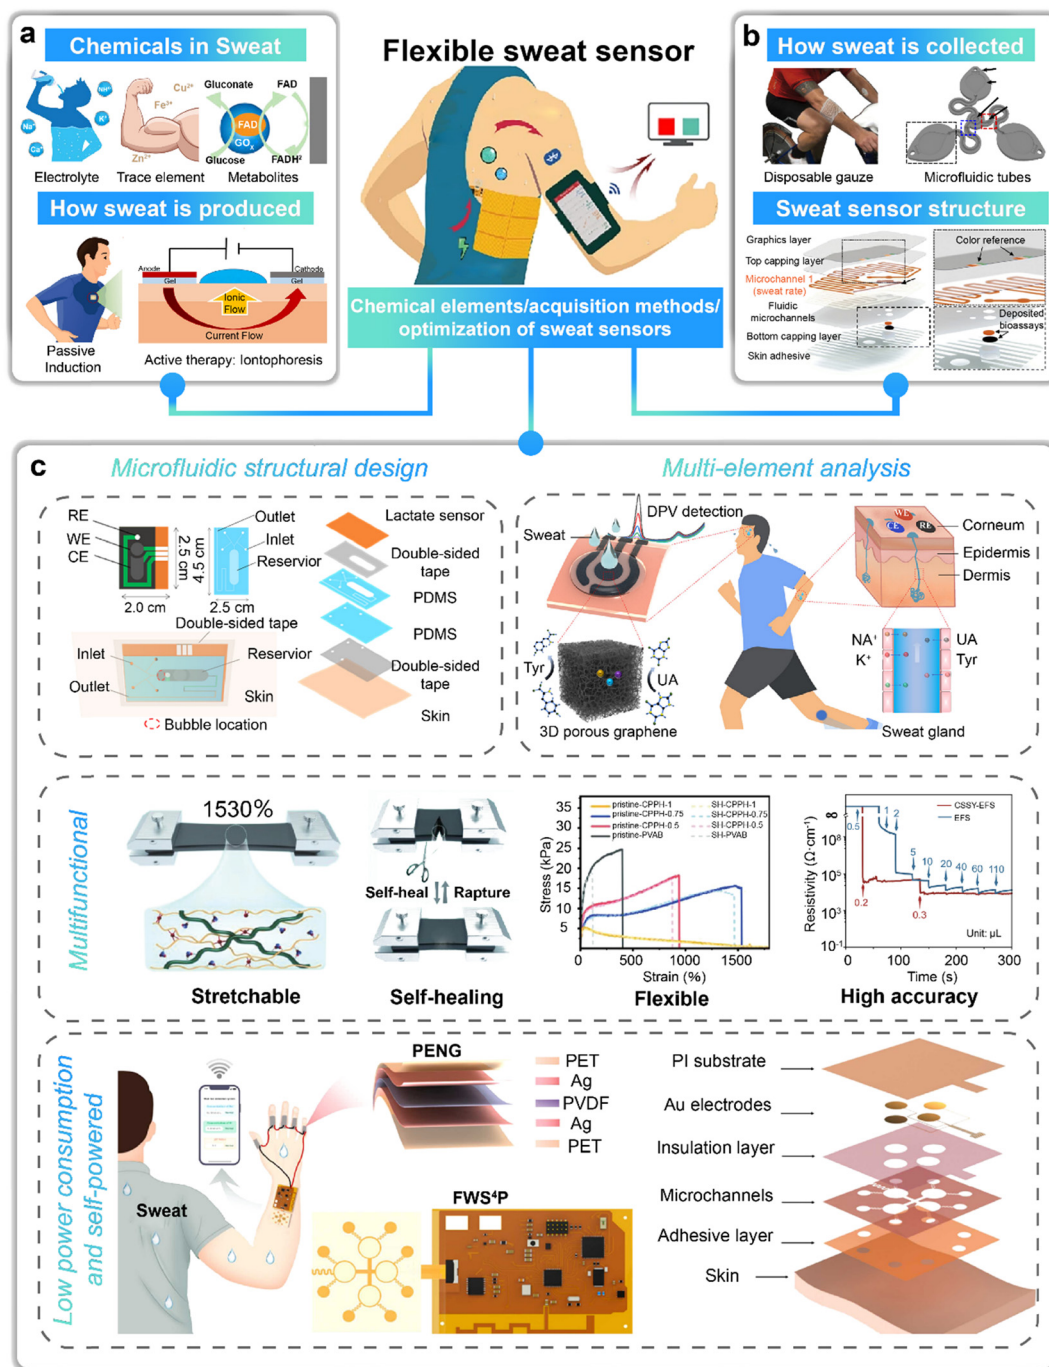 a
Chemicals in Sweat
NH⁺
Na⁺
K⁺
Ca⁺
Electrolyte
Cu²⁺
Fe³⁺
Zn²⁺
Trace element
Gluconate
FAD
FAD
GOₓ
Glucose
FADH²
Metabolites
How sweat is produced
Passive
Induction
Anode
Cathode
Gel
Gel
Ionic
Flow
Current Flow
Active therapy: Iontophoresis
Flexible sweat sensor
Chemical elements/acquisition methods/
optimization of sweat sensors
b
How sweat is collected
Disposable gauze
Microfluidic tubes
Sweat sensor structure
Graphics layer
Top capping layer
Microchannel 1
(sweat rate)
Fluidic
microchannels
Bottom capping layer
Skin adhesive
Color reference
Deposited
bioassays
c
Microfluidic structural design
RE
WE
CE
2.5 cm
2.0 cm
4.5 cm
2.5 cm
Outlet
Inlet
Reservior
Double-sided tape
Inlet
Outlet
Reservior
Skin
Bubble location
Lactate sensor
Double-sided
tape
PDMS
PDMS
Double-sided
tape
Skin
Multi-element analysis
Sweat
DPV detection
Tyr
UA
3D porous graphene
WE
CE
RE
Corneum
Epidermis
Dermis
NA⁺
K⁺
UA
Tyr
Sweat gland
Multifunctional
1530%
Stretchable
Self-heal
Rapture
Self-healing
pristine-CPPH-1
pristine-CPPH-0.75
pristine-CPPH-0.5
pristine-PVAB
SH-CPPH-1
SH-CPPH-0.75
SH-CPPH-0.5
SH-PVAB
Stress (kPa)
35
30
25
20
15
10
5
0
500
1000
1500
Strain (%)
Flexible
CSSY-EFS
EFS
Resistivity (Ω·cm⁻¹)
∞
10⁸
10⁵
10³
10⁻¹
0.5
1
2
5
10
20
40
60
110
0.2
0.3
Unit: μL
0
100
200
300
Time (s)
High accuracy
Low power consumption
and self-powered
Sweat
PENG
PET
Ag
PVDF
Ag
PET
FWS⁴P
PI substrate
Au electrodes
Insulation layer
Microchannels
Adhesive layer
Skin